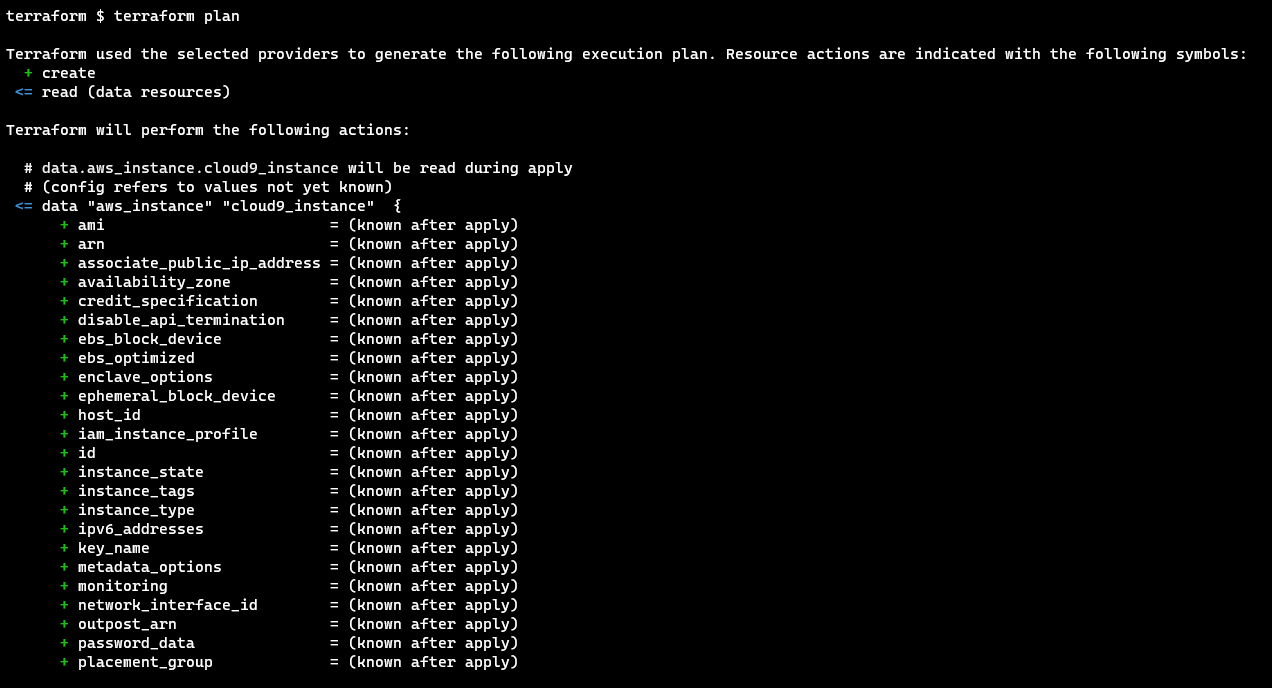 terraform $ terraform plan
Terraform used the selected providers to generate the following execution plan. Resource actions are indicated with the following symbols:
+ create
<= read (data resources)
Terraform will perform the following actions:
# data.aws_instance.cloud9_instance will be read during apply
# (config refers to values not yet known)
<= data "aws_instance" "cloud9_instance"  {
+ ami                         = (known after apply)
+ arn                         = (known after apply)
+ associate_public_ip_address = (known after apply)
+ availability_zone           = (known after apply)
+ credit_specification        = (known after apply)
+ disable_api_termination     = (known after apply)
+ ebs_block_device            = (known after apply)
+ ebs_optimized               = (known after apply)
+ enclave_options             = (known after apply)
+ ephemeral_block_device      = (known after apply)
+ host_id                     = (known after apply)
+ iam_instance_profile        = (known after apply)
+ id                          = (known after apply)
+ instance_state              = (known after apply)
+ instance_tags               = (known after apply)
+ instance_type               = (known after apply)
+ ipv6_addresses              = (known after apply)
+ key_name                    = (known after apply)
+ metadata_options            = (known after apply)
+ monitoring                  = (known after apply)
+ network_interface_id        = (known after apply)
+ outpost_arn                 = (known after apply)
+ password_data               = (known after apply)
+ placement_group             = (known after apply)